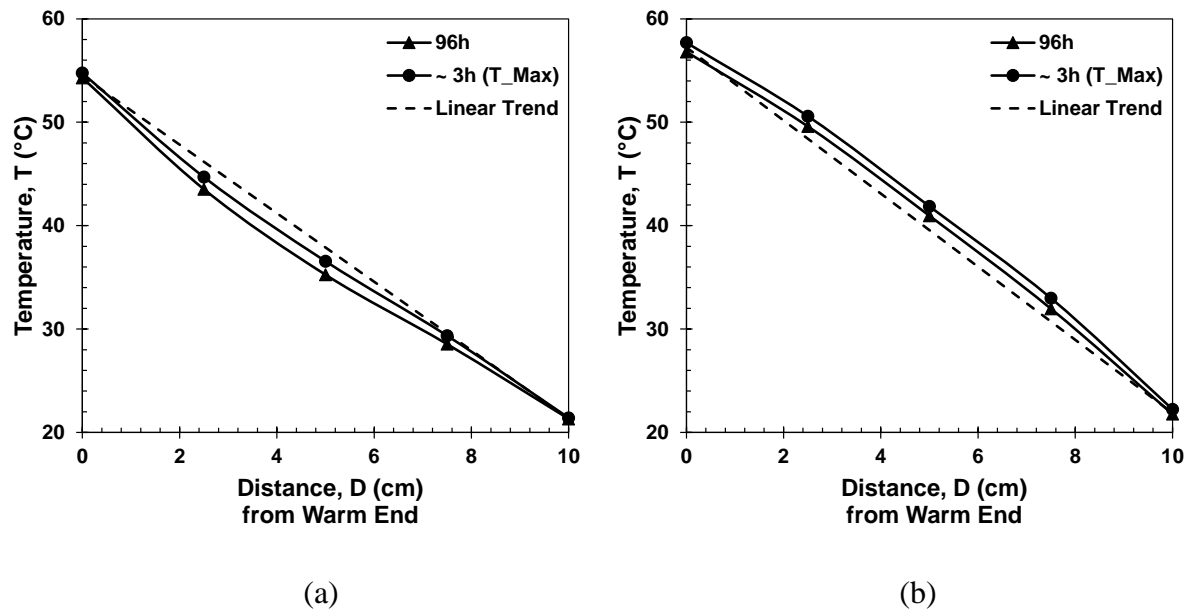 60
50
40
30
20
Temperature, T (°C)
96h
~ 3h (T_Max)
Linear Trend
0 2 4 6 8 10
Distance, D (cm)
from Warm End
(a)
60
50
40
30
20
Temperature, T (°C)
96h
~ 3h (T_Max)
Linear Trend
0 2 4 6 8 10
Distance, D (cm)
from Warm End
(b)